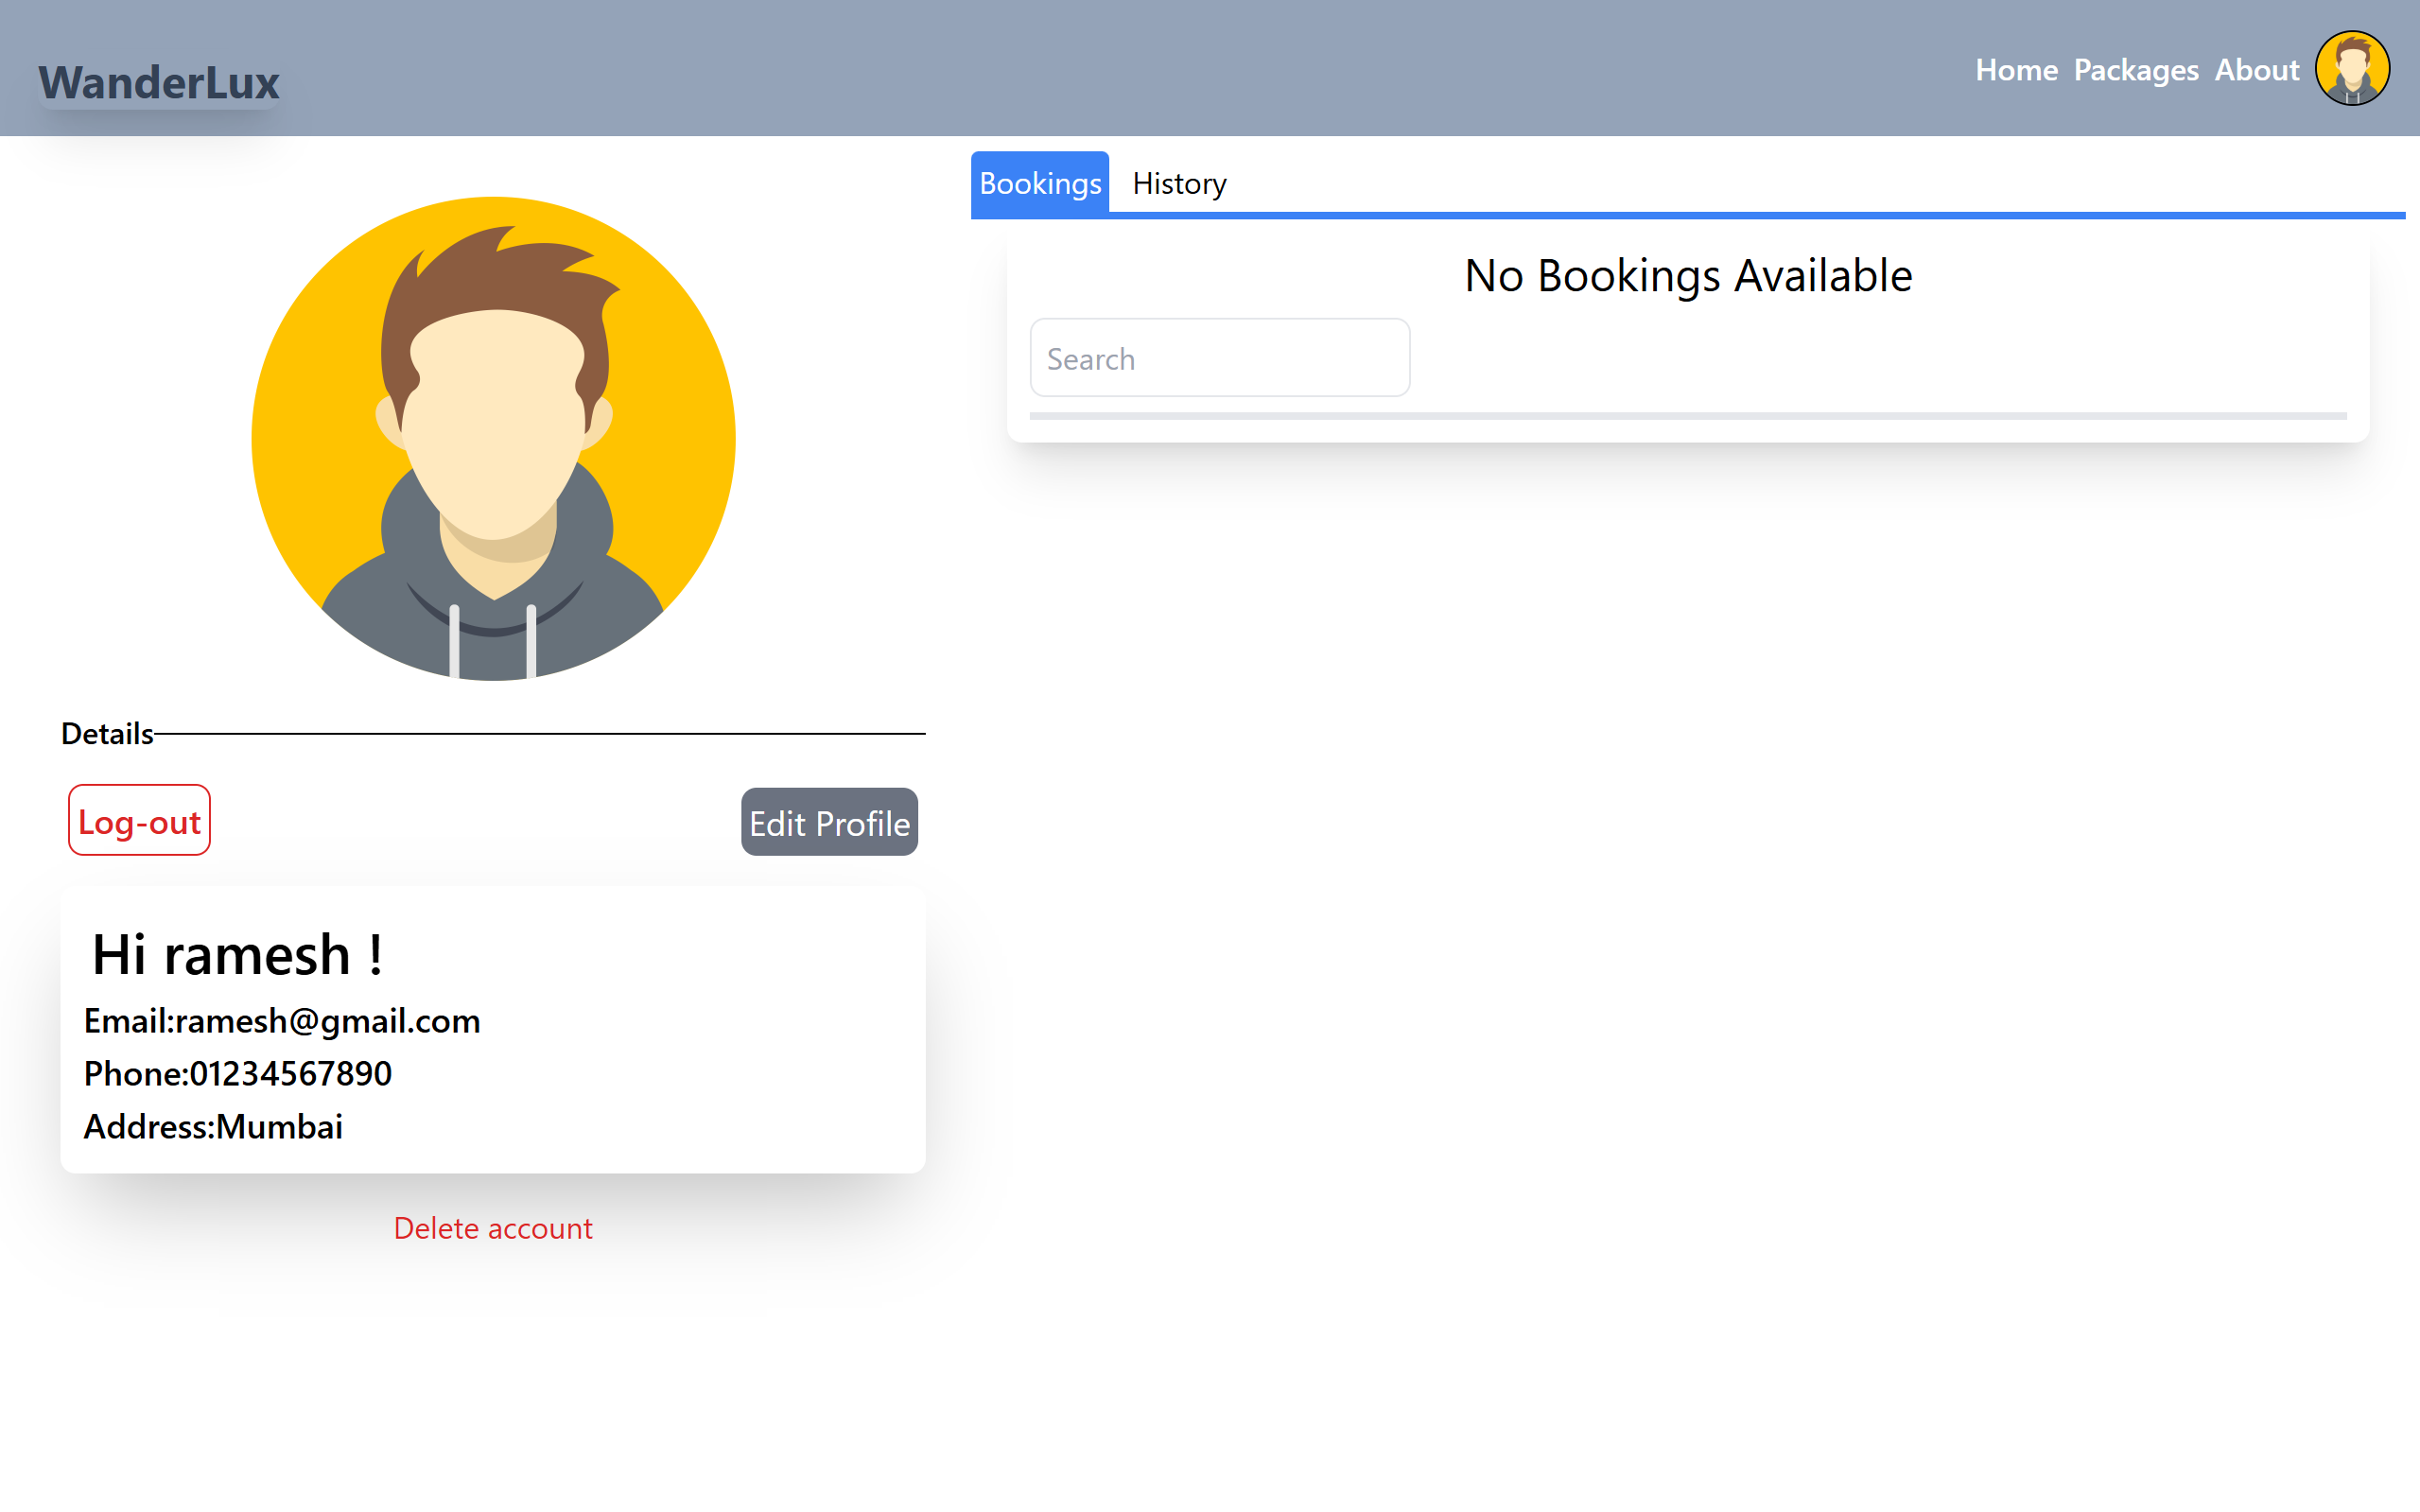 WanderLux
Home Packages About
Bookings History
No Bookings Available
Search
Details
Log-out
Edit Profile
Hi ramesh !
Email:ramesh@gmail.com
Phone:01234567890
Address:Mumbai
Delete account